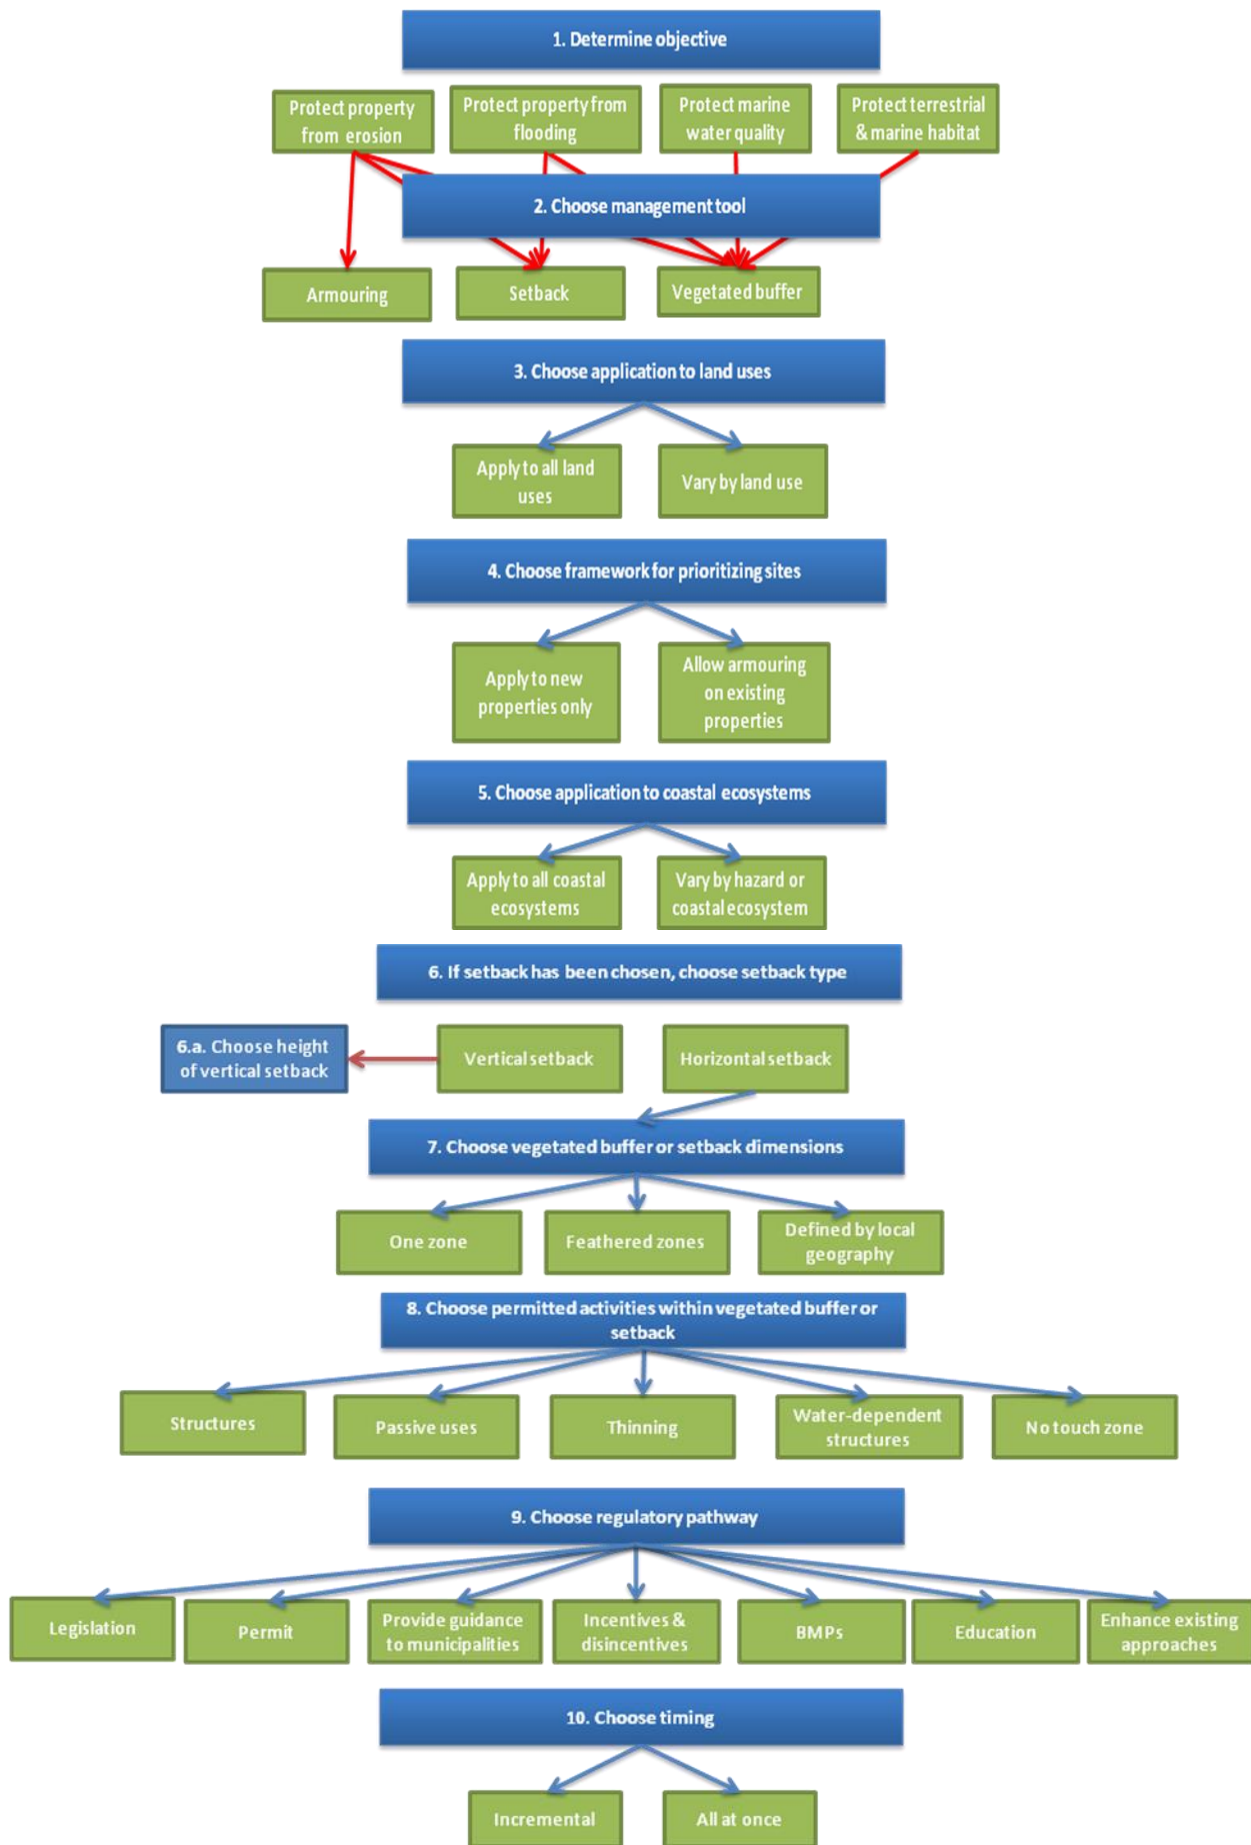 1. Determine objective
Protect property
from erosion
Protect property from
flooding
Protect marine
water quality
Protect terrestrial
& marine habitat
2. Choose management tool
Armouring
Setback
Vegetated buffer
3. Choose application to land uses
Apply to all land
uses
Vary by land use
4. Choose framework for prioritizing sites
Apply to new
properties only
Allow armouring
on existing
properties
5. Choose application to coastal ecosystems
Apply to all coastal
ecosystems
Vary by hazard or
coastal ecosystem
6. If setback has been chosen, choose setback type
6.a. Choose height
of vertical setback
Vertical setback
Horizontal setback
7. Choose vegetated buffer or setback dimensions
One zone
Feathered zones
Defined by local
geography
8. Choose permitted activities within vegetated buffer or
setback
Structures
Passive uses
Thinning
Water-dependent
structures
No touch zone
9. Choose regulatory pathway
Legislation
Permit
Provide guidance
to municipalities
Incentives &
disincentives
BMPs
Education
Enhance existing
approaches
10. Choose timing
Incremental
All at once